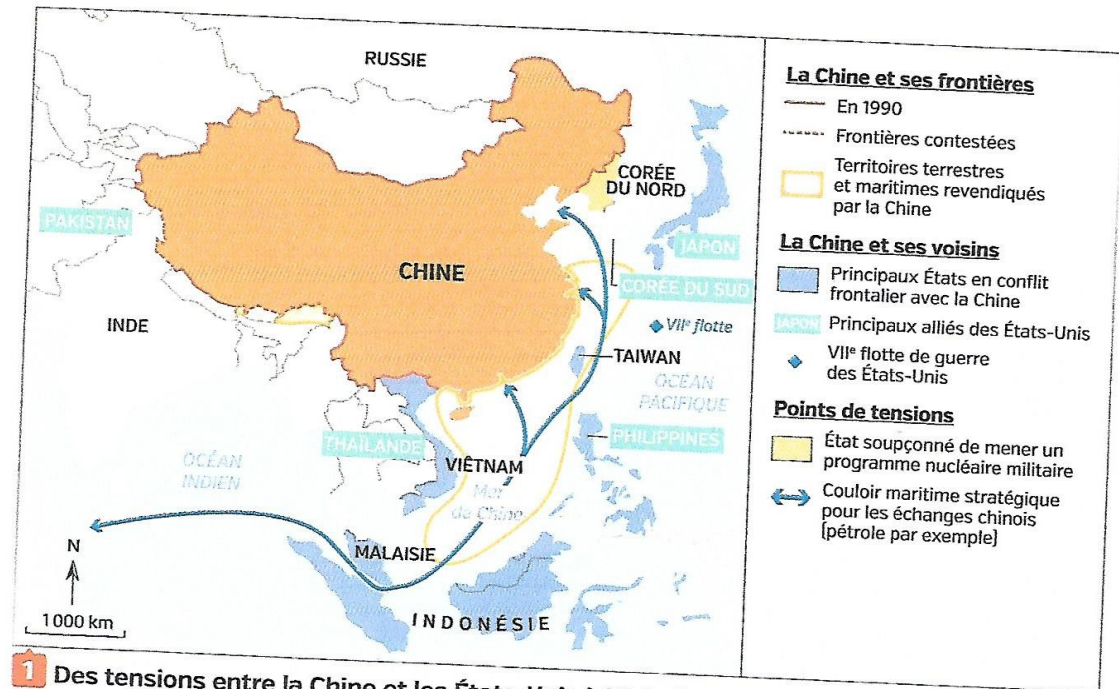 RUSSIE
CORÉE
DU NORD
PAKISTAN
JAPON
CHINE
CORÉE DU SUD
INDE
VIIe flotte
TAIWAN
OCÉAN
PACIFIQUE
THAÏLANDE
PHILIPPINES
VIÊTNAM
OCÉAN
INDIEN
Mer
de Chine
MALAISIE
N
INDONÉSIE
1 000 km
La Chine et ses frontières
En 1990
Frontières contestées
Territoires terrestres
et maritimes revendiqués
par la Chine
La Chine et ses voisins
Principaux États en conflit
frontalier avec la Chine
JAPON Principaux alliés des États-Unis
VIIe flotte de guerre
des États-Unis
Points de tensions
État soupçonné de mener un
programme nucléaire militaire
Couloir maritime stratégique
pour les échanges chinois
(pétrole par exemple)
1 Des tensions entre la Chine et les États-Unis